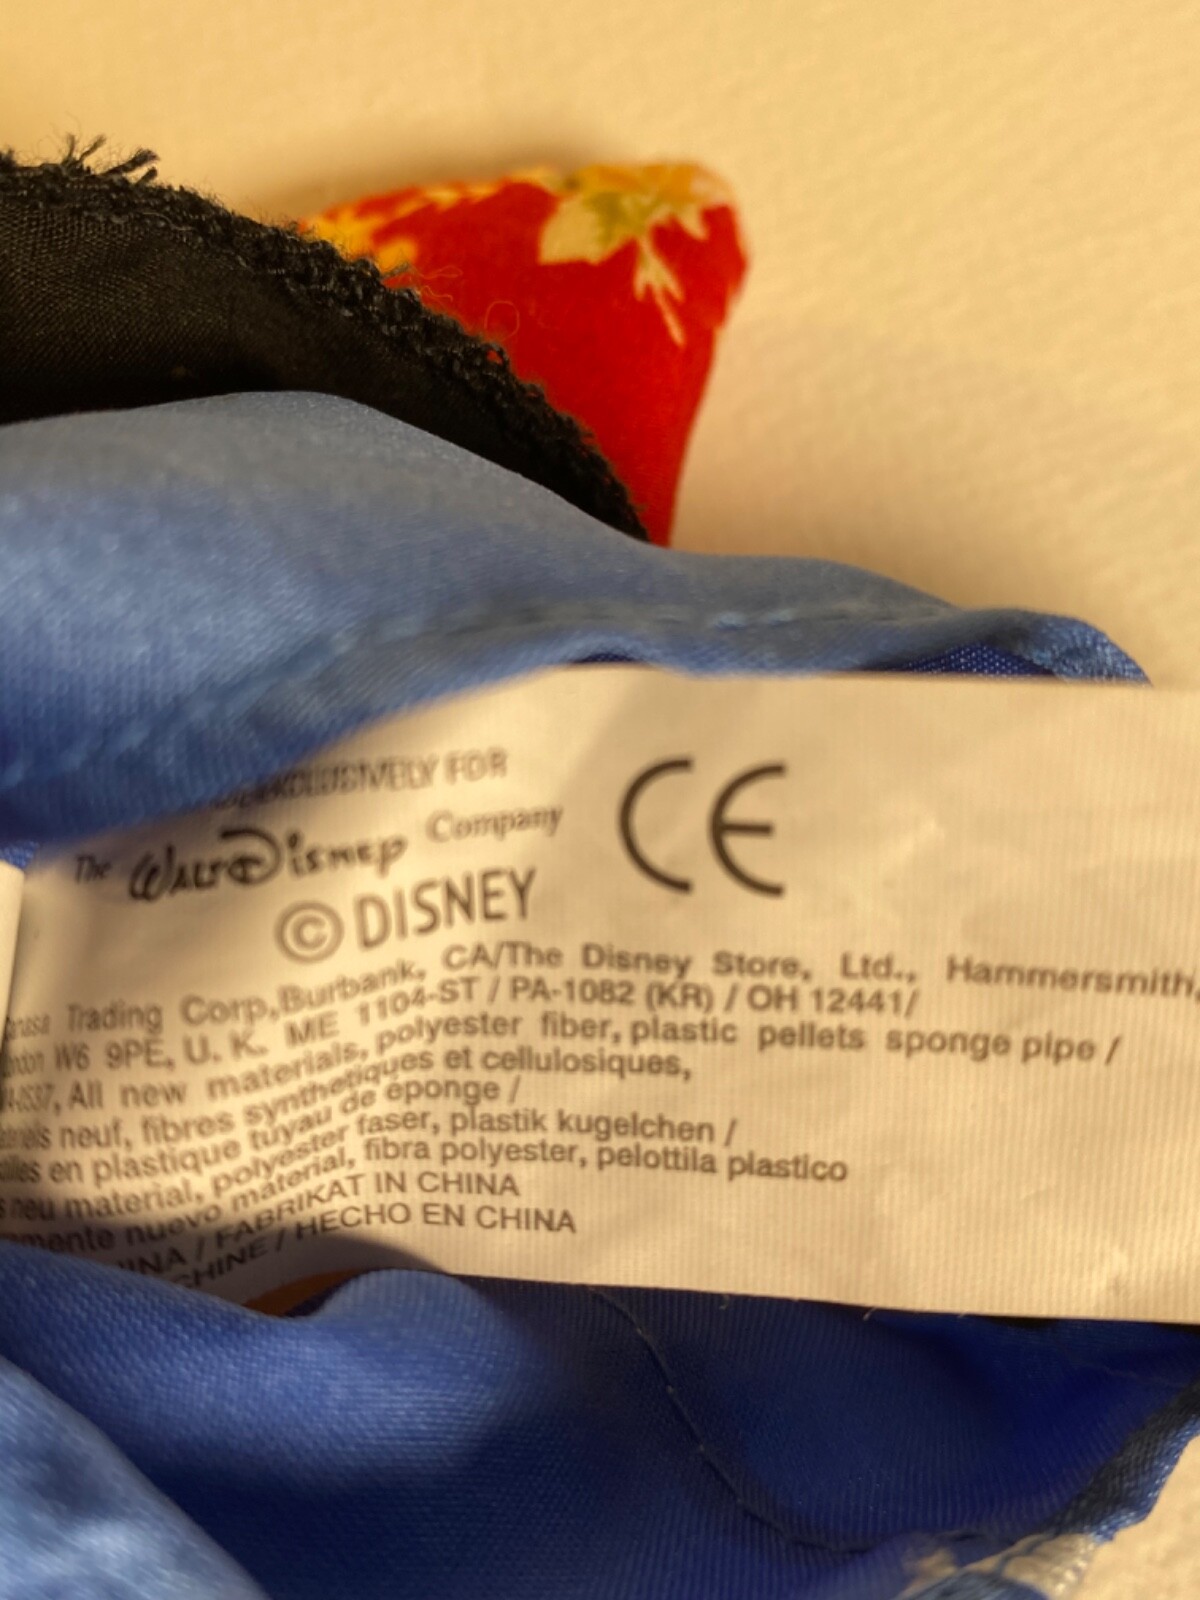 EXCLUSIVELY FOR
The WALT DISNEP Company
CE
© DISNEY
Trading Corp,Burbank, CA/The Disney Store, Ltd., Hammersmith,
W6 9PE, U. K. ME 1104-ST / PA-1082 (KR) / OH 12441/
All new materials, polyester fiber, plastic pellets sponge pipe /
neuf, fibres synthetiques et cellulosiques,
en plastique tuyau de eponge /
neu material, polyester faser, plastik kugelchen /
nuevo material, fibra polyester, pelottila plastico
/ FABRIKAT IN CHINA
/ HECHO EN CHINA